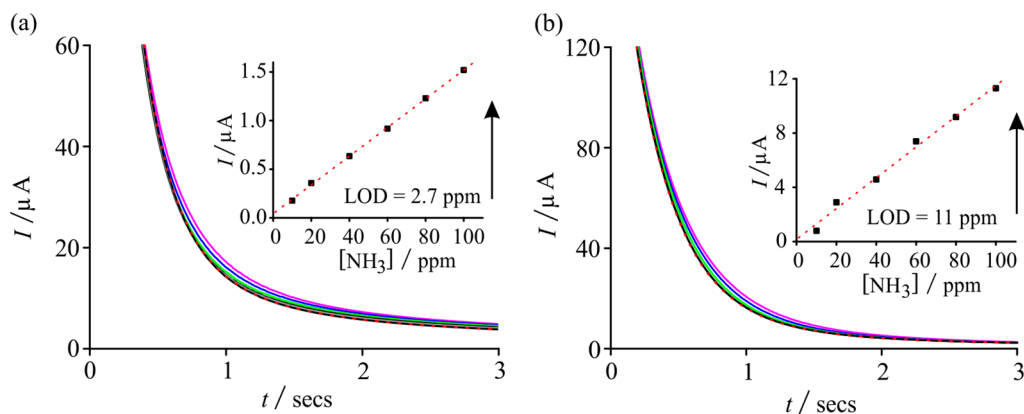 (a)
60
40
20
0
I /µA
0 1 2 3
t / secs
1.5
1.0
0.5
0.0
I /µA
LOD = 2.7 ppm
0 20 40 60 80 100
[NH3] / ppm
(b)
120
80
40
0
I /µA
0 1 2 3
t / secs
12
8
4
0
I/µA
LOD = 11 ppm
0 20 40 60 80 100
[NH3] / ppm